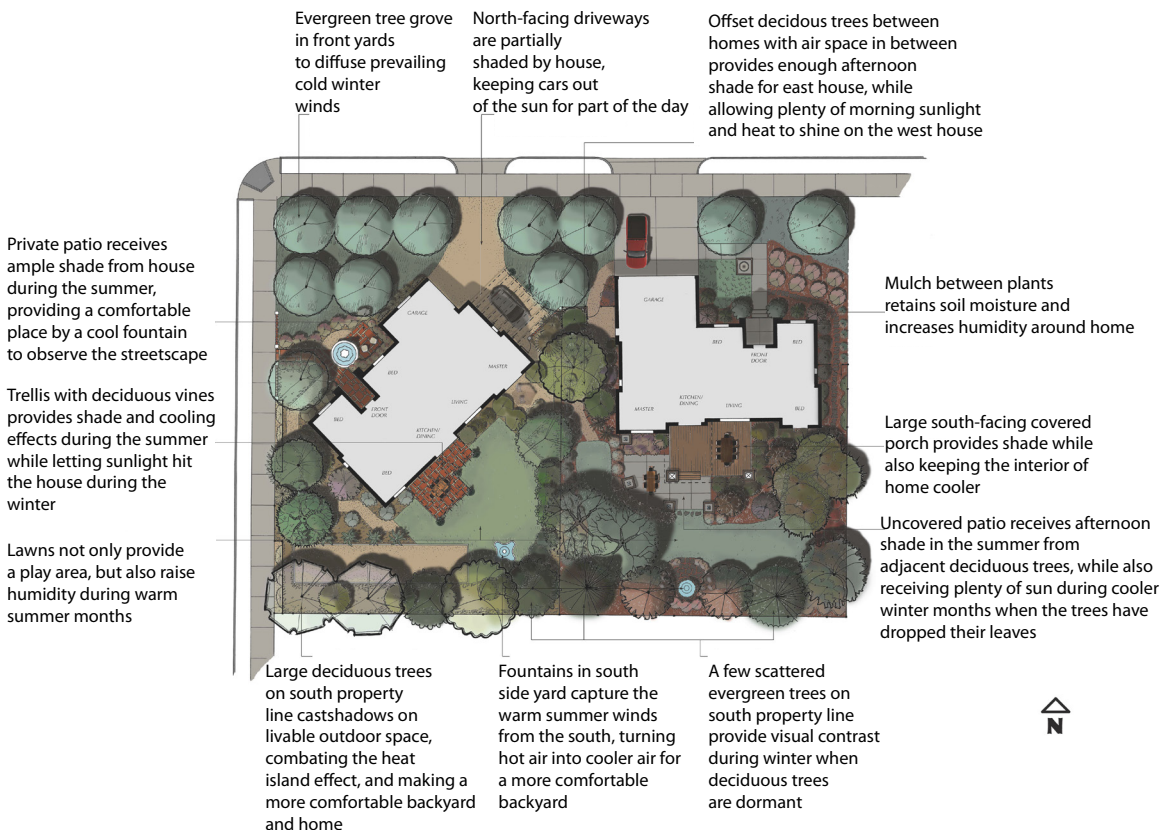 Evergreen tree grove
in front yards
to diffuse prevailing
cold winter
winds
North-facing driveways
are partially
shaded by house,
keeping cars out
of the sun for part of the day
Offset decidous trees between
homes with air space in between
provides enough afternoon
shade for east house, while
allowing plenty of morning sunlight
and heat to shine on the west house
Private patio receives
ample shade from house
during the summer,
providing a comfortable
place by a cool fountain
to observe the streetscape
Trellis with deciduous vines
provides shade and cooling
effects during the summer
while letting sunlight hit
the house during the
winter
Lawns not only provide
a play area, but also raise
humidity during warm
summer months
GARAGE
BED
MASTER
LIVING
FRONT
DOOR
BED
KITCHEN/
DINING
BED
GARAGE
BED
FRONT
DOOR
BED
KITCHEN/
DINING
MASTER
LIVING
BED
Mulch between plants
retains soil moisture and
increases humidity around home
Large south-facing covered
porch provides shade while
also keeping the interior of
home cooler
Uncovered patio receives afternoon
shade in the summer from
adjacent deciduous trees, while also
receiving plenty of sun during cooler
winter months when the trees have
dropped their leaves
Large deciduous trees
on south property
line castshadows on
livable outdoor space,
combating the heat
island effect, and making a
more comfortable backyard
and home
Fountains in south
side yard capture the
warm summer winds
from the south, turning
hot air into cooler air for
a more comfortable
backyard
A few scattered
evergreen trees on
south property line
provide visual contrast
during winter when
deciduous trees
are dormant
N